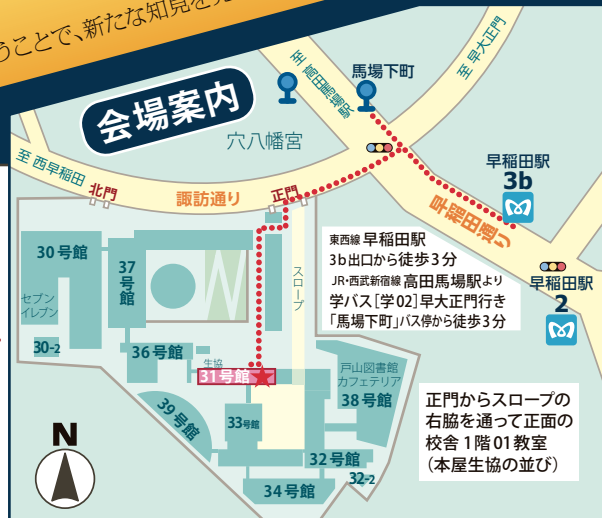 うことで、新たな知見を
会場案内
至 高田馬場駅
馬場下町
至 早大正門
穴八幡宮
至 西早稲田
北門
諏訪通り
正門
早稲田駅
3b
早稲田通り
早稲田駅
2
東西線 早稲田駅
3b出口から徒歩3分
JR・西武新宿線 高田馬場駅より
学バス[学02]早大正門行き
「馬場下町」バス停から徒歩3分
30号館
37号館
スロープ
セブン
イレブン
30-2
36号館
生協
31号館
戸山図書館
カフェテリア
38号館
39号館
33号館
32号館
32-2
34号館
正門からスロープの
右脇を通って正面の
校舎1階01教室
(本屋生協の並び)
N